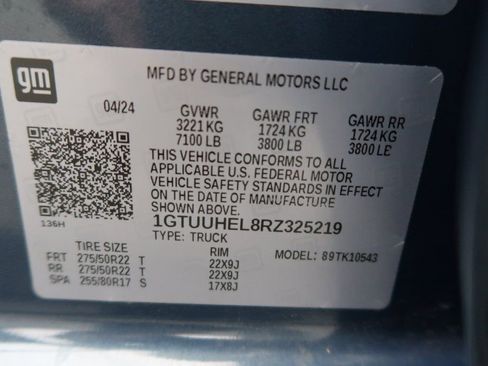 gm
MFD BY GENERAL MOTORS LLC
04/24 GVWR GAWR FRT GAWR RR
3221 KG 1724 KG 1724 KG
7100 LB 3800 LB 3800 LB
THIS VEHICLE CONFORMS TO ALL
APPLICABLE U.S. FEDERAL MOTOR
VEHICLE SAFETY AND THEFT
PREVENTION STANDARDS IN EFFECT
ON THE DATE OF MANUFACTURE
SHOWN ABOVE.
136H
1GTUUHEL8RZ325219
TYPE: TRUCK MODEL: 89TK10543
TIRE SIZE RIM
FRT 275/50R22 T 22X9J
RR 275/50R22 T 22X9J
SPA 255/80R17 S 17X8J